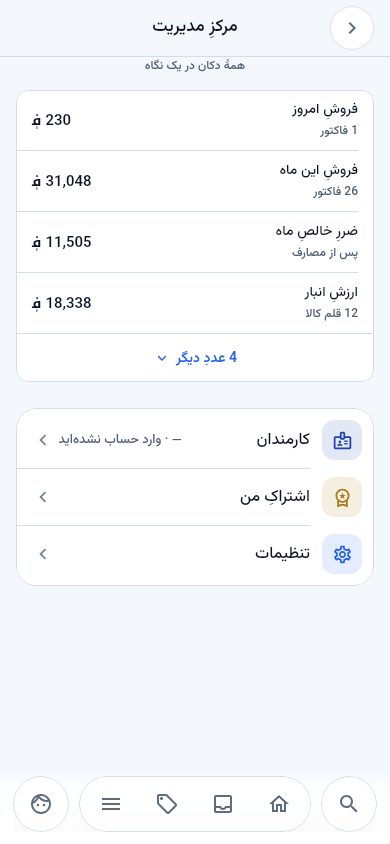 مرکزِ مدیریت
همهٔ دکان در یک نگاه
فروشِ امروز
1 فاکتور
230 ؋
فروشِ این ماه
26 فاکتور
31,048 ؋
ضررِ خالصِ ماه
پس از مصارف
11,505 ؋
ارزشِ انبار
12 قلم کالا
18,338 ؋
4 عددِ دیگر
کارمندان
— · وارد حساب نشده‌اید
اشتراکِ من
تنظیمات